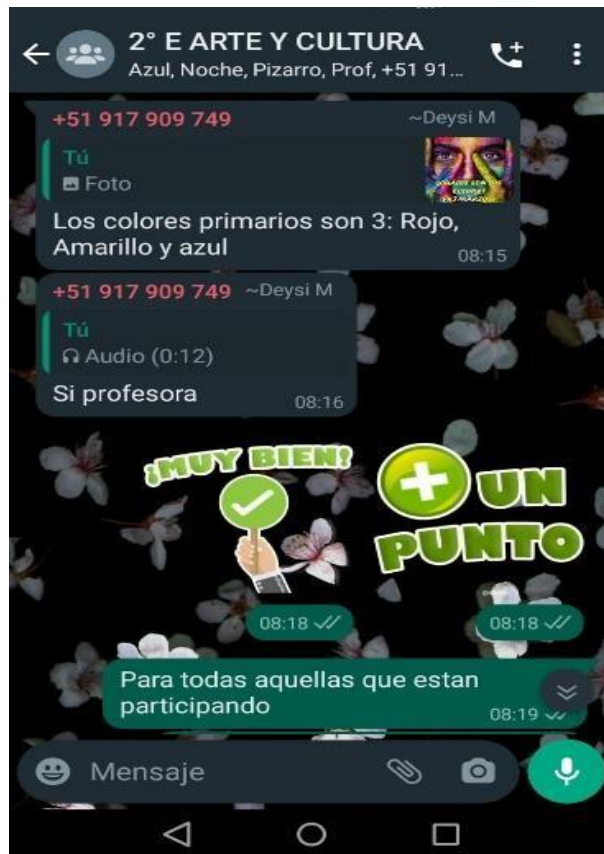 2° E ARTE Y CULTURA
Azul, Noche, Pizarro, Prof, +51 91...
+51 917 909 749 ~Deysi M
Tú
Foto
Los colores primarios son 3: Rojo,
Amarillo y azul
08:15
+51 917 909 749 ~Deysi M
Tú
Audio (0:12)
Si profesora
08:16
¡MUY BIEN!
UN
PUNTO
08:18
08:18
Para todas aquellas que estan
participando
08:19
Mensaje